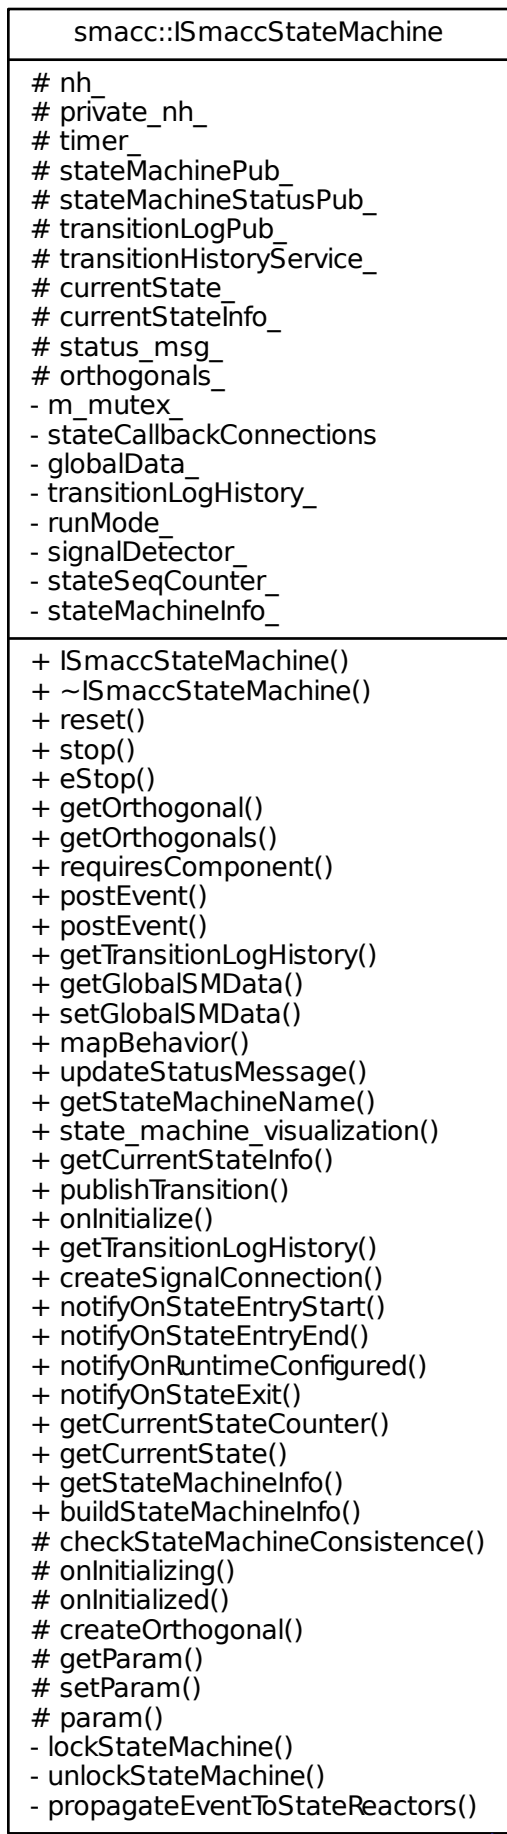 smacc::ISmaccStateMachine
# nh_
# private_nh_
# timer_
# stateMachinePub_
# stateMachineStatusPub_
# transitionLogPub_
# transitionHistoryService_
# currentState_
# currentStateInfo_
# status_msg_
# orthogonals_
- m_mutex_
- stateCallbackConnections
- globalData_
- transitionLogHistory_
- runMode_
- signalDetector_
- stateSeqCounter_
- stateMachineInfo_
+ ISmaccStateMachine()
+ ~ISmaccStateMachine()
+ reset()
+ stop()
+ eStop()
+ getOrthogonal()
+ getOrthogonals()
+ requiresComponent()
+ postEvent()
+ postEvent()
+ getTransitionLogHistory()
+ getGlobalSMData()
+ setGlobalSMData()
+ mapBehavior()
+ updateStatusMessage()
+ getStateMachineName()
+ state_machine_visualization()
+ getCurrentStateInfo()
+ publishTransition()
+ onInitialize()
+ getTransitionLogHistory()
+ createSignalConnection()
+ notifyOnStateEntryStart()
+ notifyOnStateEntryEnd()
+ notifyOnRuntimeConfigured()
+ notifyOnStateExit()
+ getCurrentStateCounter()
+ getCurrentState()
+ getStateMachineInfo()
+ buildStateMachineInfo()
# checkStateMachineConsistence()
# onInitializing()
# onInitialized()
# createOrthogonal()
# getParam()
# setParam()
# param()
- lockStateMachine()
- unlockStateMachine()
- propagateEventToStateReactors()